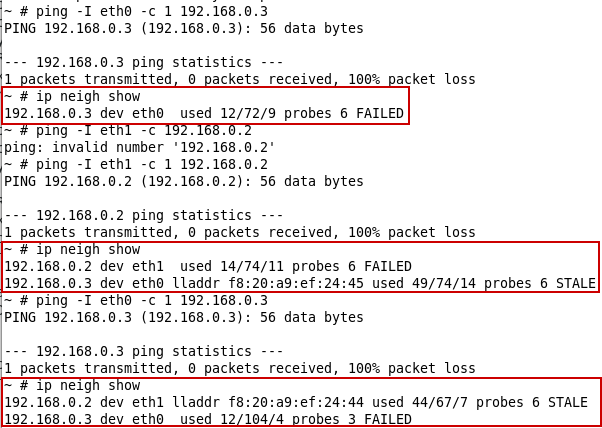 ~ # ping -I eth0 -c 1 192.168.0.3
PING 192.168.0.3 (192.168.0.3): 56 data bytes
--- 192.168.0.3 ping statistics ---
1 packets transmitted, 0 packets received, 100% packet loss
~ # ip neigh show
192.168.0.3 dev eth0  used 12/72/9 probes 6 FAILED
~ # ping -I eth1 -c 192.168.0.2
ping: invalid number '192.168.0.2'
~ # ping -I eth1 -c 1 192.168.0.2
PING 192.168.0.2 (192.168.0.2): 56 data bytes
--- 192.168.0.2 ping statistics ---
1 packets transmitted, 0 packets received, 100% packet loss
~ # ip neigh show
192.168.0.2 dev eth1  used 14/74/11 probes 6 FAILED
192.168.0.3 dev eth0 lladdr f8:20:a9:ef:24:45 used 49/74/14 probes 6 STALE
~ # ping -I eth0 -c 1 192.168.0.3
PING 192.168.0.3 (192.168.0.3): 56 data bytes
--- 192.168.0.3 ping statistics ---
1 packets transmitted, 0 packets received, 100% packet loss
~ # ip neigh show
192.168.0.2 dev eth1 lladdr f8:20:a9:ef:24:44 used 44/67/7 probes 6 STALE
192.168.0.3 dev eth0  used 12/104/4 probes 3 FAILED